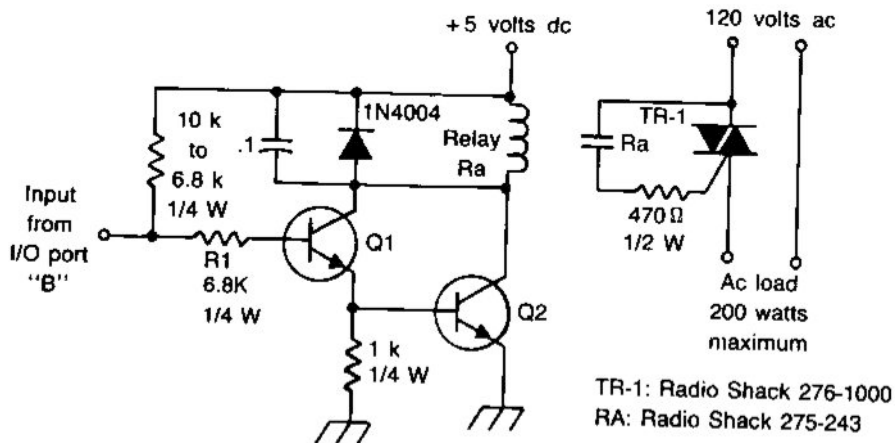 +5 volts dc
120 volts ac
10 k
to
6.8 k
1/4 W
.1
1N4004
Relay
Ra
Ra
TR-1
470Ω
1/2 W
Input
from
I/O port
"B"
R1
6.8K
1/4 W
Q1
Q2
1 k
1/4 W
Ac load
200 watts
maximum
TR-1: Radio Shack 276-1000
RA: Radio Shack 275-243